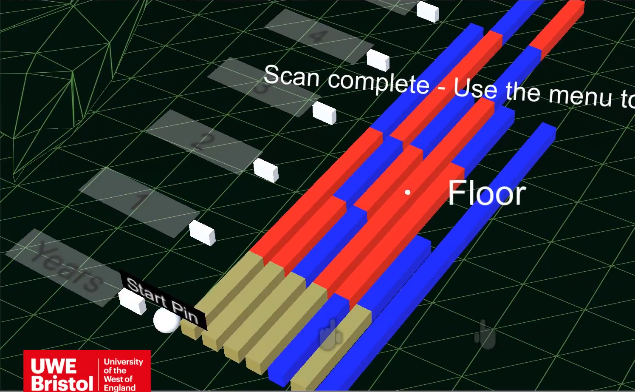 4
3
Scan complete - Use the menu to
2
Floor
1
Years
Start Pin
UWE
Bristol
University
of the
West of
England